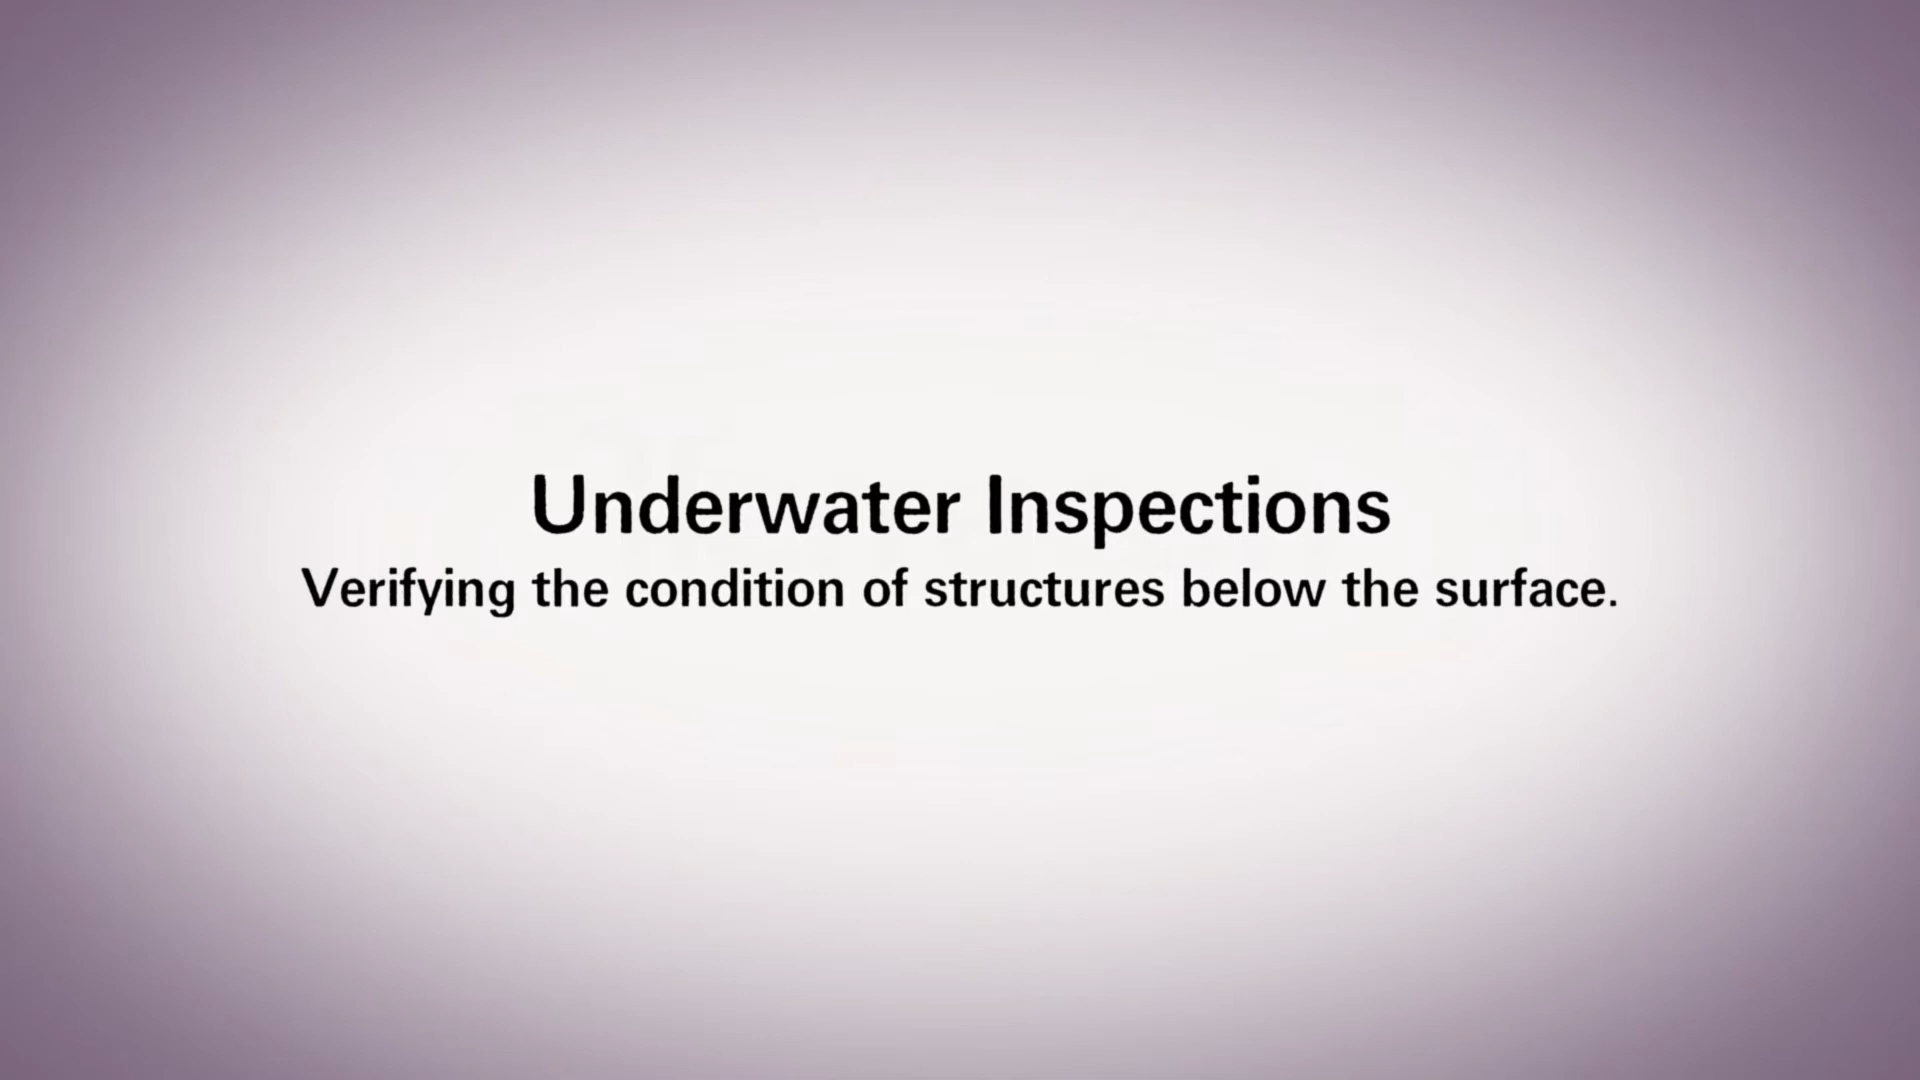 Underwater Inspections
Verifying the condition of structures below the surface.